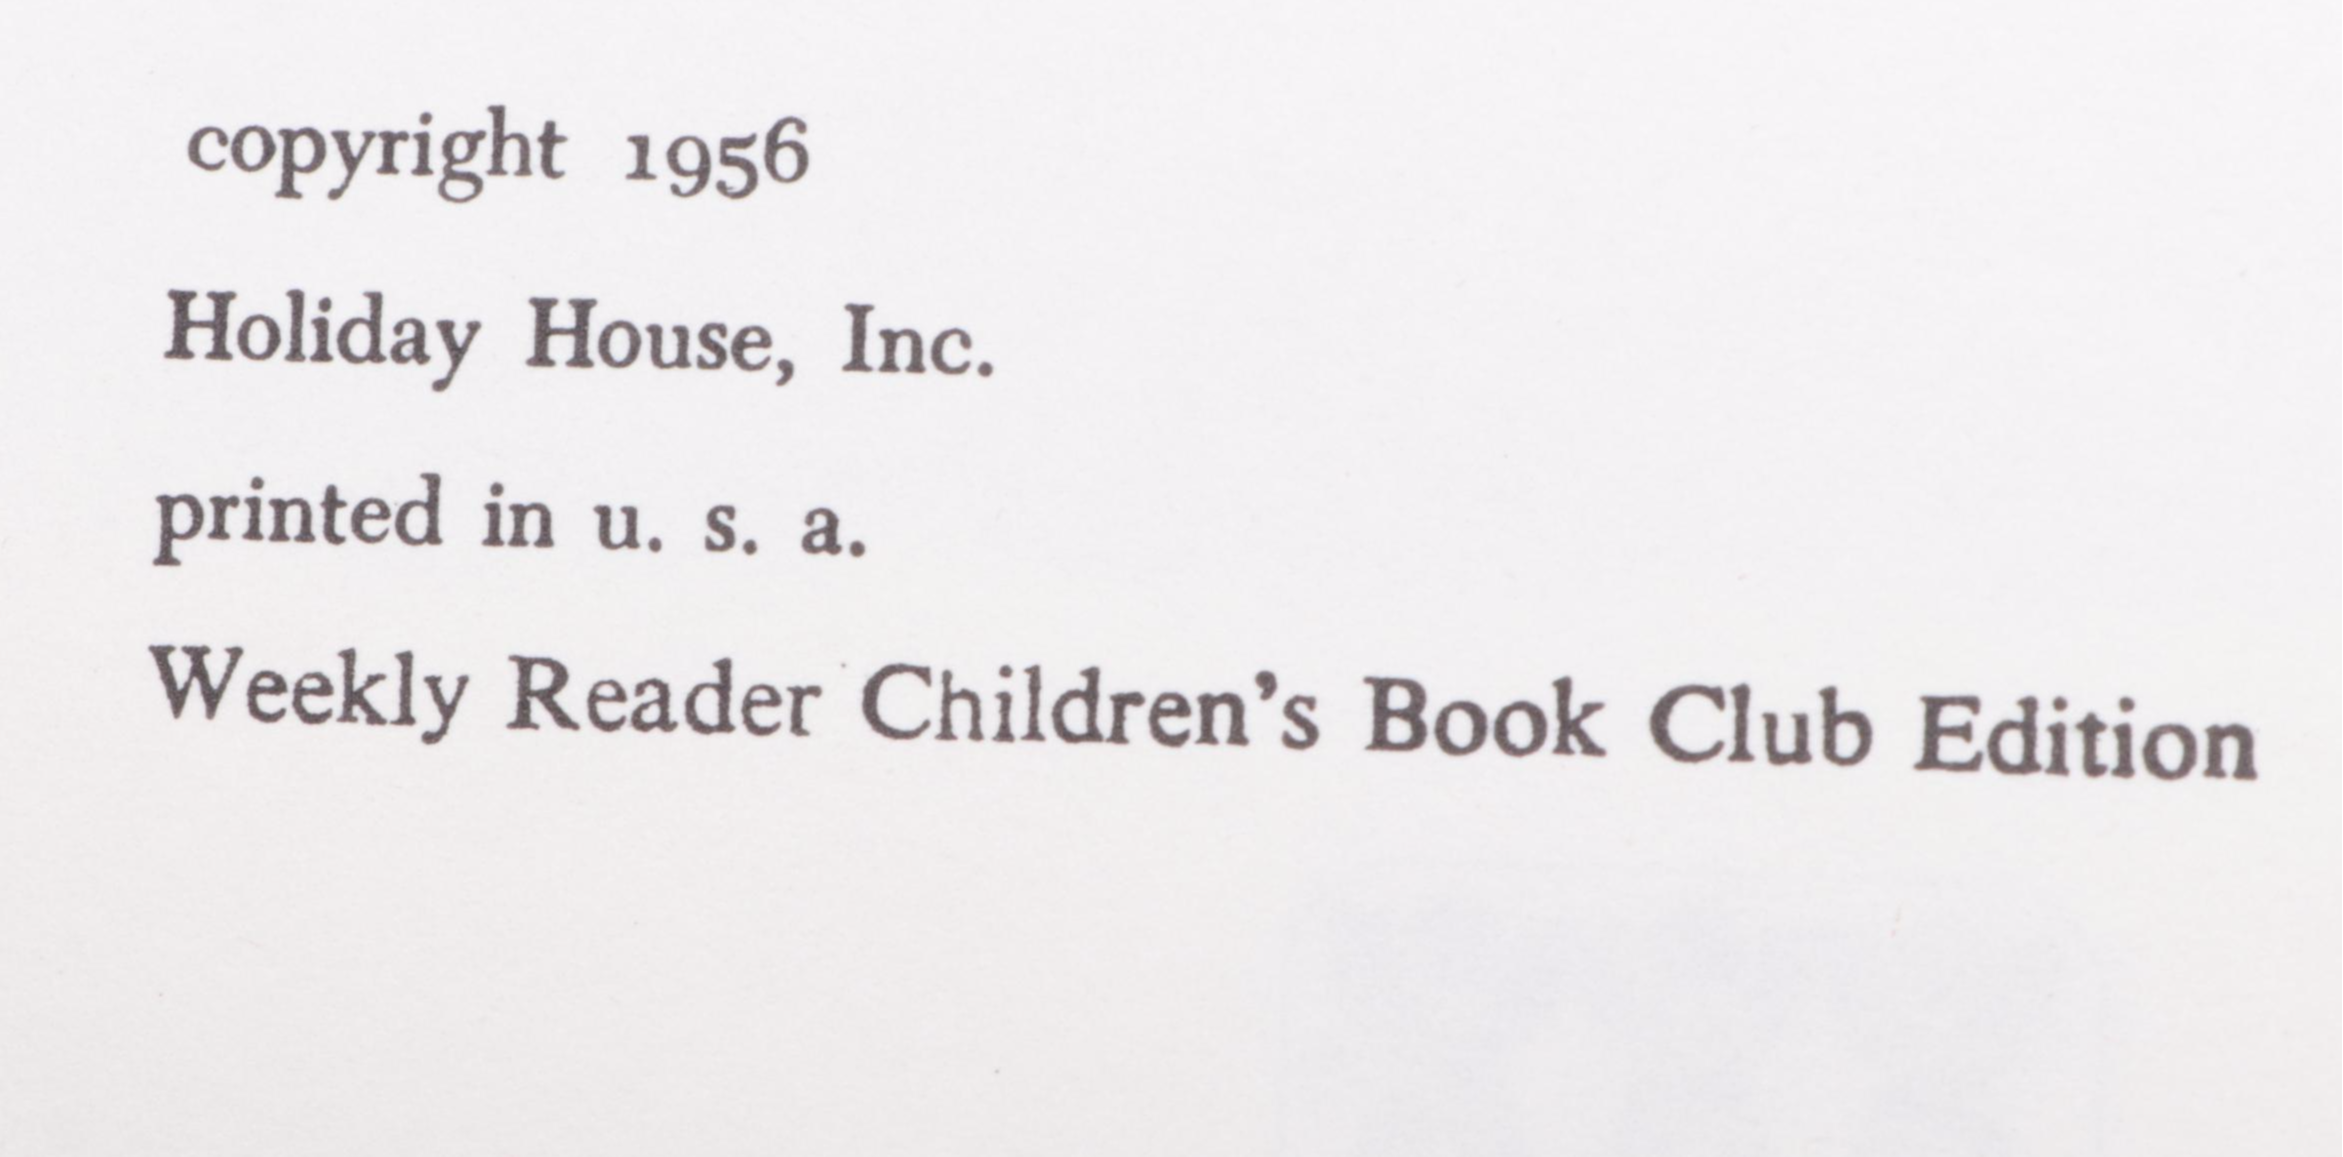 copyright 1956
Holiday House, Inc.
printed in u. s. a.
Weekly Reader Children's Book Club Edition